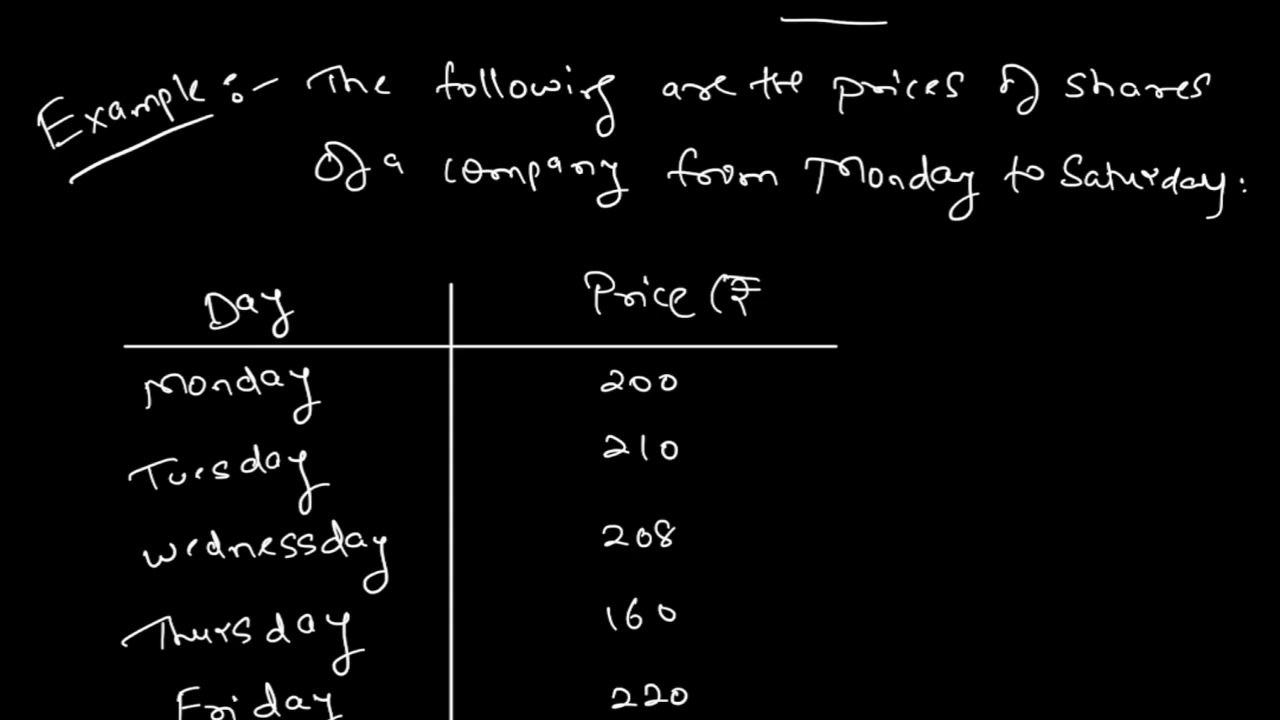 Example :- The following are the prices of shares
Of a company from Monday to Saturday :
Day Price (₹
Monday 200
Tuesday 210
Wednessday 208
Thursday 160
Friday 220